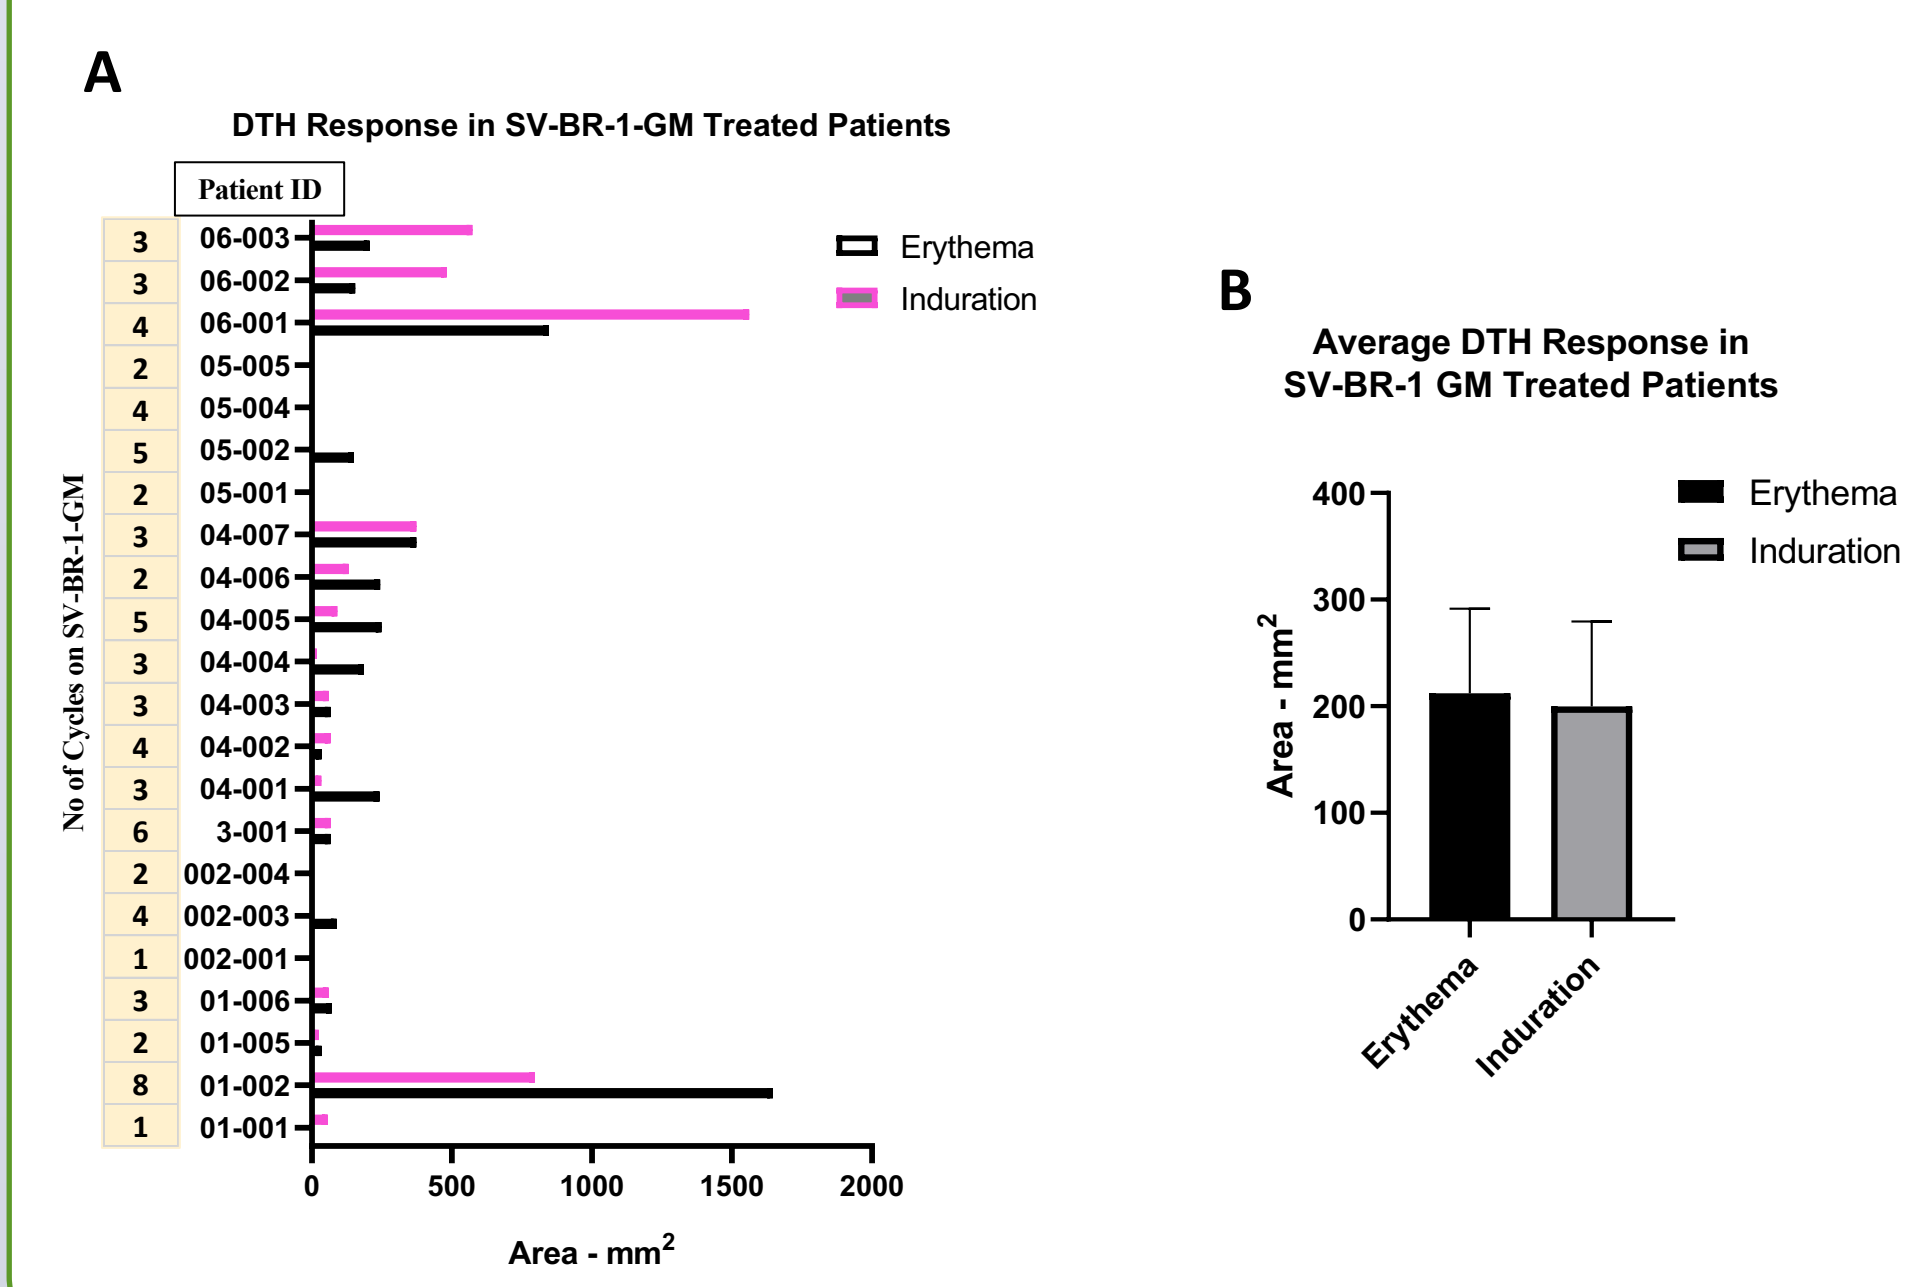 A
DTH Response in SV-BR-1-GM Treated Patients
Patient ID
No of Cycles on SV-BR-1-GM
3 06-003
3 06-002
4 06-001
2 05-005
4 05-004
5 05-002
2 05-001
3 04-007
2 04-006
5 04-005
3 04-004
3 04-003
4 04-002
3 04-001
6 3-001
2 002-004
4 002-003
1 002-001
3 01-006
2 01-005
8 01-002
1 01-001
0 500 1000 1500 2000
Area - mm²
Erythema
Induration
B
Average DTH Response in
SV-BR-1 GM Treated Patients
Area - mm²
400
300
200
100
0
Erythema
Induration
Erythema
Induration